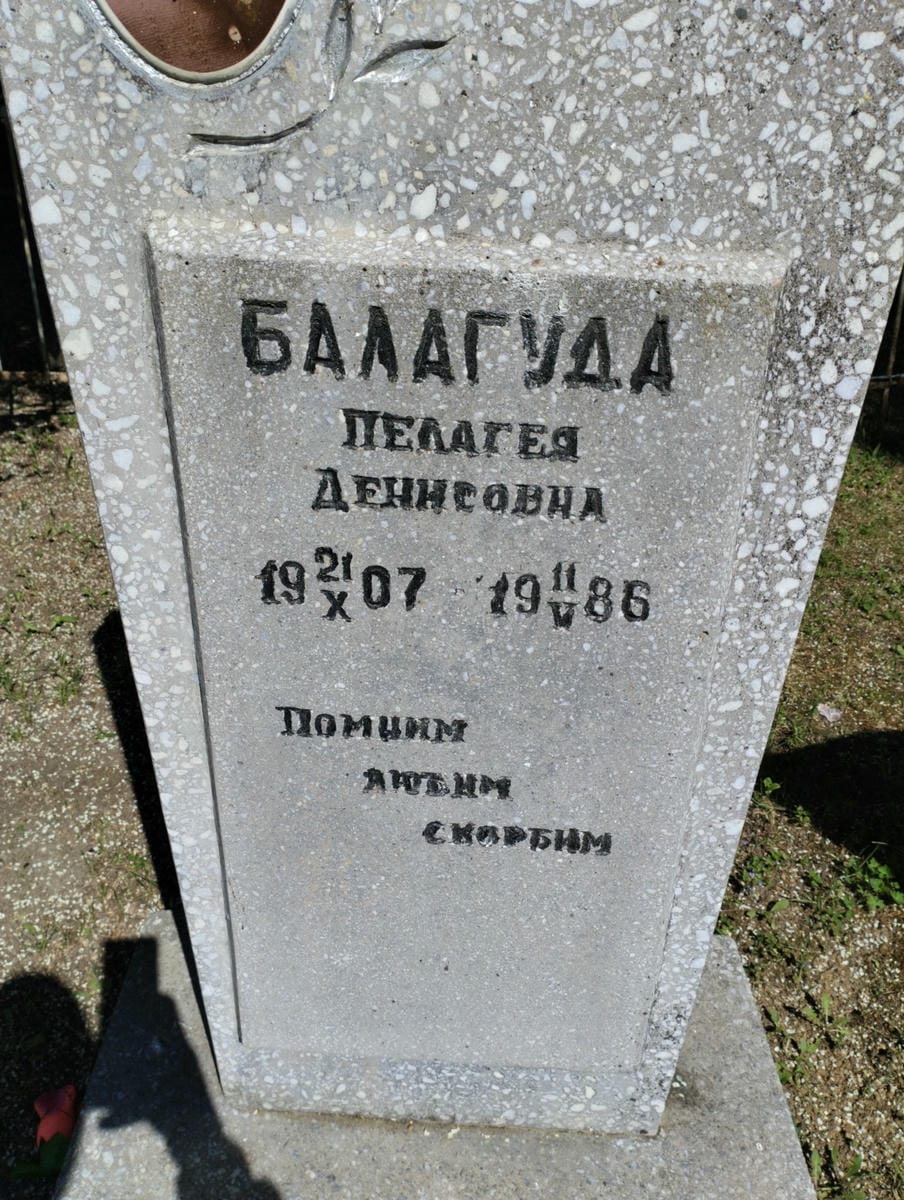 БАЛАГУДА
ПЕЛАГЕЯ
ДЕНИСОВНА
19 21/X 07 19 11/V 86
Помним
любим
скорбим